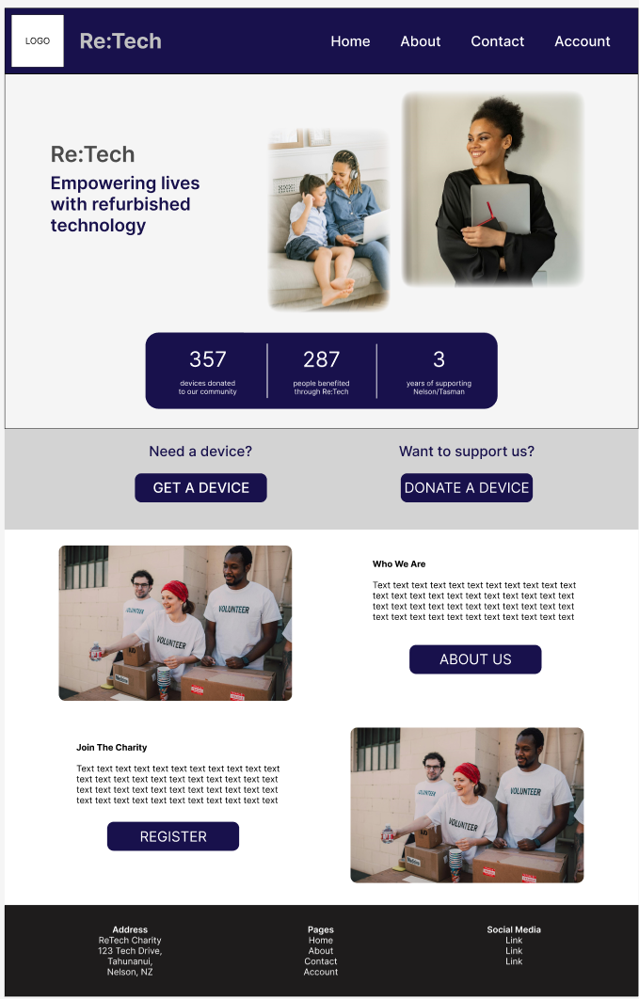 LOGO
Re:Tech
Home
About
Contact
Account
Re:Tech
Empowering lives
with refurbished
technology
357
devices donated
to our community
287
people benefited
through Re:Tech
3
years of supporting
Nelson/Tasman
Need a device?
GET A DEVICE
Want to support us?
DONATE A DEVICE
VOLUNTEER
VOLUNTEER
Who We Are
Text text text text text text text text text text text
text text text text text text text text text text text
text text text text text text text text text text text
text text text text text text text text text text text
ABOUT US
Join The Charity
Text text text text text text text text text text text
text text text text text text text text text text text
text text text text text text text text text text text
text text text text text text text text text text text
REGISTER
VOLUNTEER
VOLUNTEER
Address
ReTech Charity
123 Tech Drive,
Tahunanui,
Nelson, NZ
Pages
Home
About
Contact
Account
Social Media
Link
Link
Link